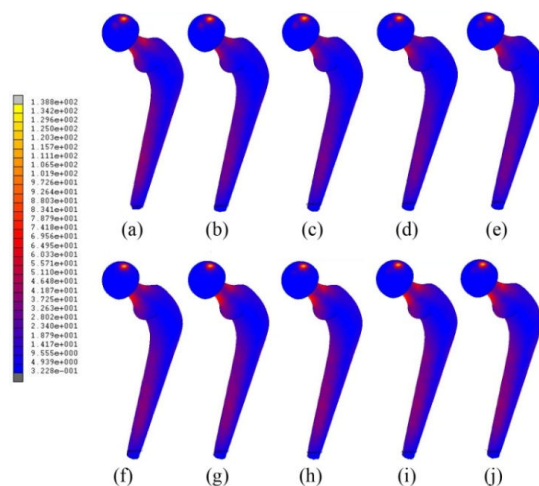 1.388e+002
1.342e+002
1.296e+002
1.250e+002
1.203e+002
1.157e+002
1.111e+002
1.065e+002
1.019e+002
9.726e+001
9.264e+001
8.803e+001
8.341e+001
7.879e+001
7.418e+001
6.956e+001
6.495e+001
6.033e+001
5.571e+001
5.110e+001
4.648e+001
4.187e+001
3.725e+001
3.263e+001
2.802e+001
2.340e+001
1.879e+001
1.417e+001
9.555e+000
4.939e+000
3.228e-001
(a) (b) (c) (d) (e)
(f) (g) (h) (i) (j)